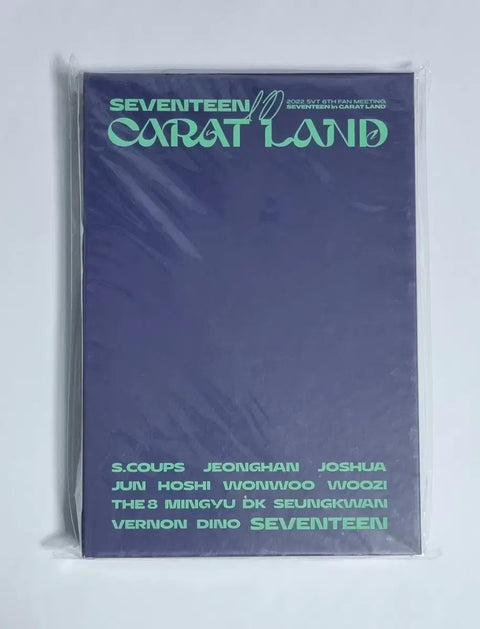 SEVENTEEN in
2022 SVT 6TH FAN MEETING
SEVENTEEN in CARAT LAND
CARAT LAND
S.COUPS JEONGHAN JOSHUA
JUN HOSHI WONWOO WOOZI
THE 8 MINGYU DK SEUNGKWAN
VERNON DINO SEVENTEEN